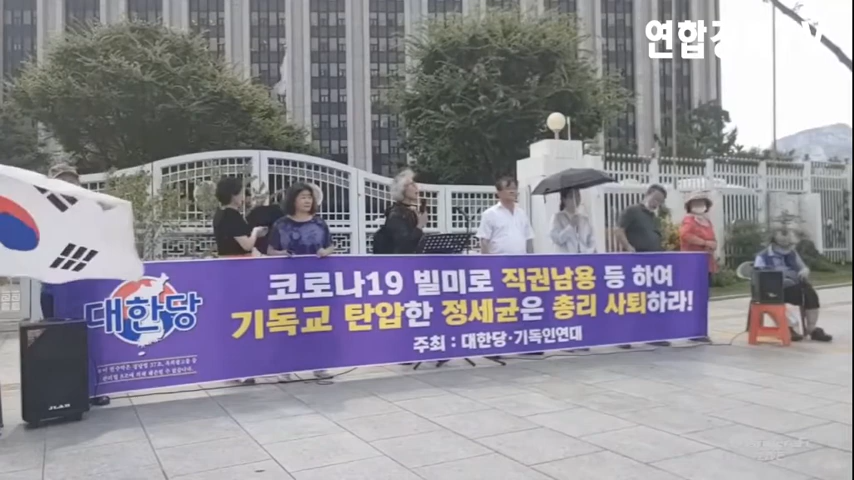 연합
대한당
코로나19 빌미로 직권남용 등 하여
기독교 탄압한 정세균은 총리 사퇴하라!
주최 : 대한당·기독인연대